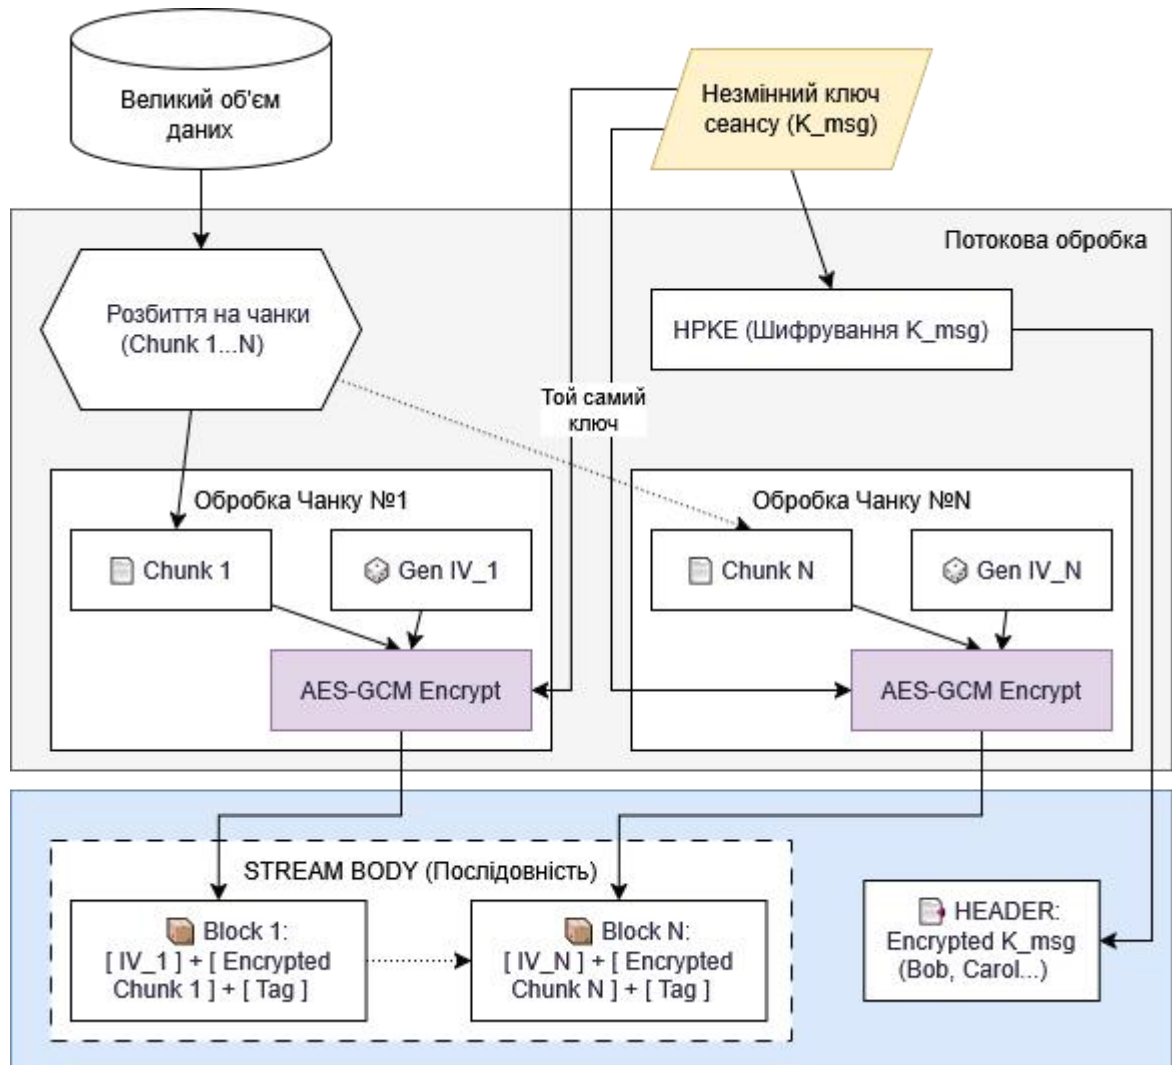 Великий об'єм
даних
Незмінний ключ
сеансу (K_msg)
Потокова обробка
Розбиття на чанки
(Chunk 1...N)
HPKE (Шифрування K_msg)
Той самий
ключ
Обробка Чанку №1
Chunk 1
Gen IV_1
AES-GCM Encrypt
Обробка Чанку №N
Chunk N
Gen IV_N
AES-GCM Encrypt
STREAM BODY (Послідовність)
Block 1:
[ IV_1 ] + [ Encrypted
Chunk 1 ] + [ Tag ]
Block N:
[ IV_N ] + [ Encrypted
Chunk N ] + [ Tag ]
HEADER:
Encrypted K_msg
(Bob, Carol...)